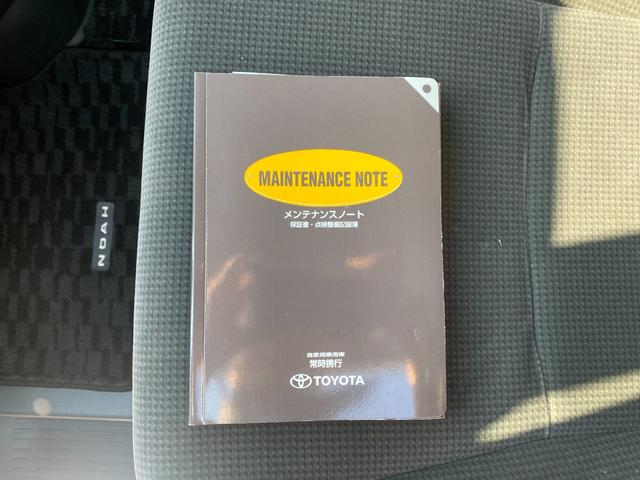 MAINTENANCE NOTE
メンテナンスノート
保証書・点検整備記録簿
自家用乗用車
常時携行
TOYOTA
NOAH